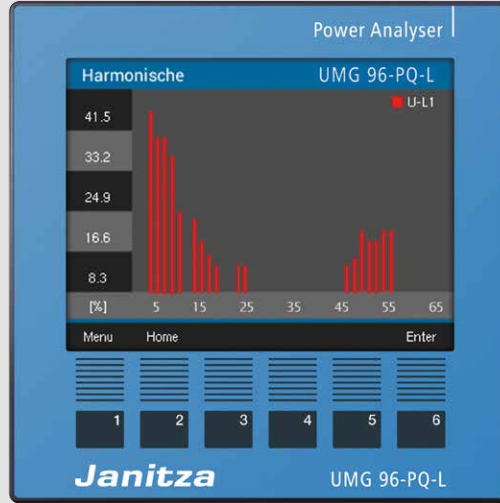 Power Analyser
Harmonische UMG 96-PQ-L
U-L1
41.5
33.2
24.9
16.6
8.3
[%] 5 15 25 35 45 55 65
Menu Home Enter
1 2 3 4 5 6
Janitza UMG 96-PQ-L